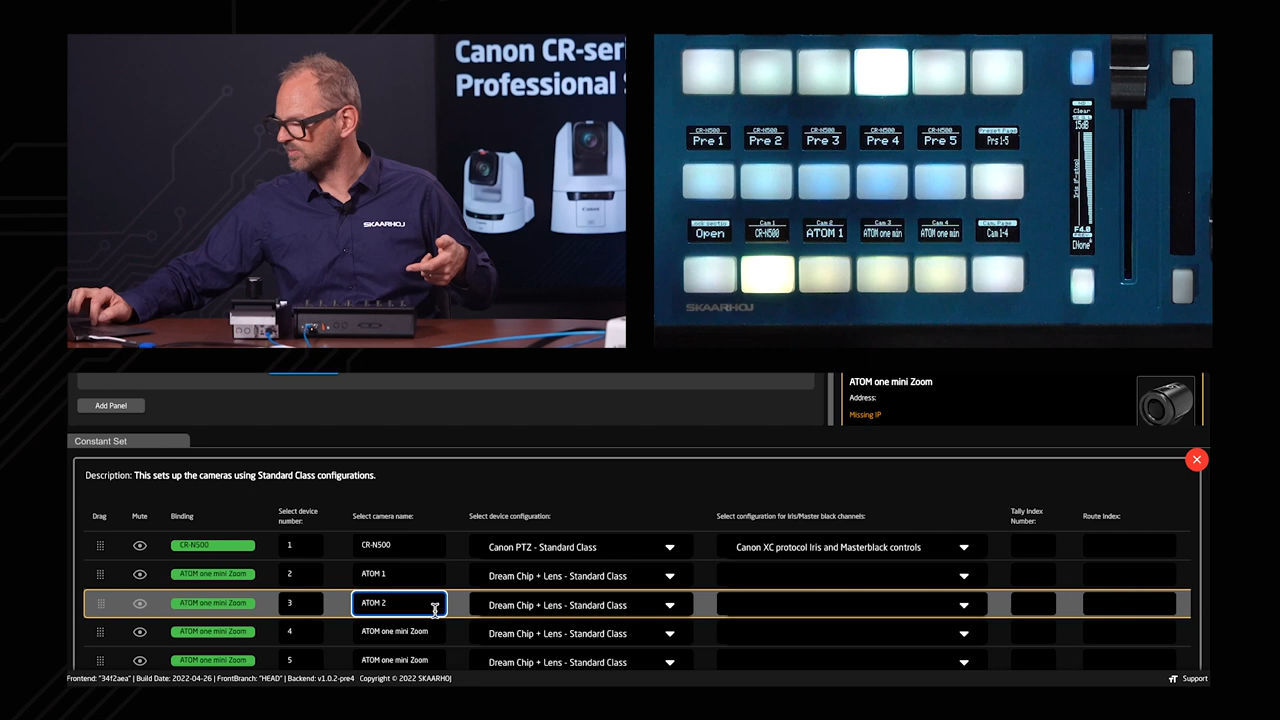 Canon CR-ser
Professional S
SKAARHOJ
Canon
CR-N500
CR-N500
CR-N500
CR-N500
CR-N500
Preset Page
Pre 1
Pre 2
Pre 3
Pre 4
Pre 5
Prs1-5
Cam 1
Cam 2
Cam 3
Cam 4
Cam. Page
Open
CR-N500
ATOM 1
ATOM one min
ATOM one min
Cam 1-4
SKAARHOJ
ND
Clear
15dB
Iris (F-stop)
F4.0
[None]
ATOM one mini Zoom
Address:
Missing IP
Add Panel
Constant Set
Description: This sets up the cameras using Standard Class configurations.
Drag
Mute
Binding
Select device number:
Select camera name:
Select device configuration:
Select configuration for Iris/Master black channels:
Tally Index Number:
Route Index:
CR-N500 1 CR-N500 Canon PTZ - Standard Class Canon XC protocol Iris and Masterblack controls
ATOM one mini Zoom 2 ATOM 1 Dream Chip + Lens - Standard Class
ATOM one mini Zoom 3 ATOM 2 Dream Chip + Lens - Standard Class
ATOM one mini Zoom 4 ATOM one mini Zoom Dream Chip + Lens - Standard Class
ATOM one mini Zoom 5 ATOM one mini Zoom Dream Chip + Lens - Standard Class
Frontend: "34f2aea" | Build Date: 2022-04-26 | FrontBranch: "HEAD" | Backend: v1.0.2-pre4 Copyright © 2022 SKAARHOJ
Support